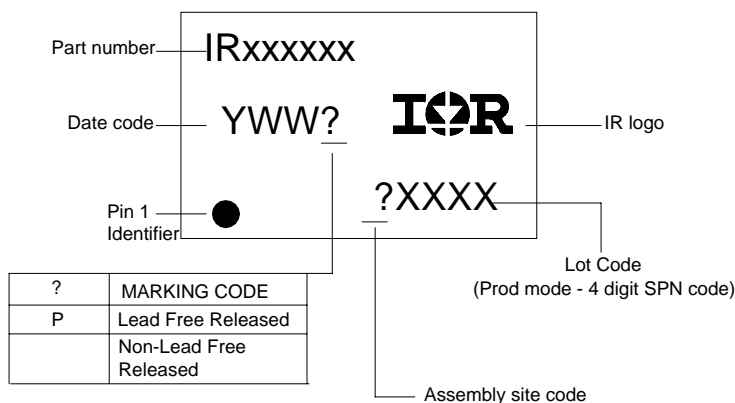 Part number
IRxxxxxx
Date code
YWW?
IOR
IR logo
?XXXX
Pin 1
Identifier
Lot Code
(Prod mode - 4 digit SPN code)
? MARKING CODE
P Lead Free Released
Non-Lead Free
Released
Assembly site code